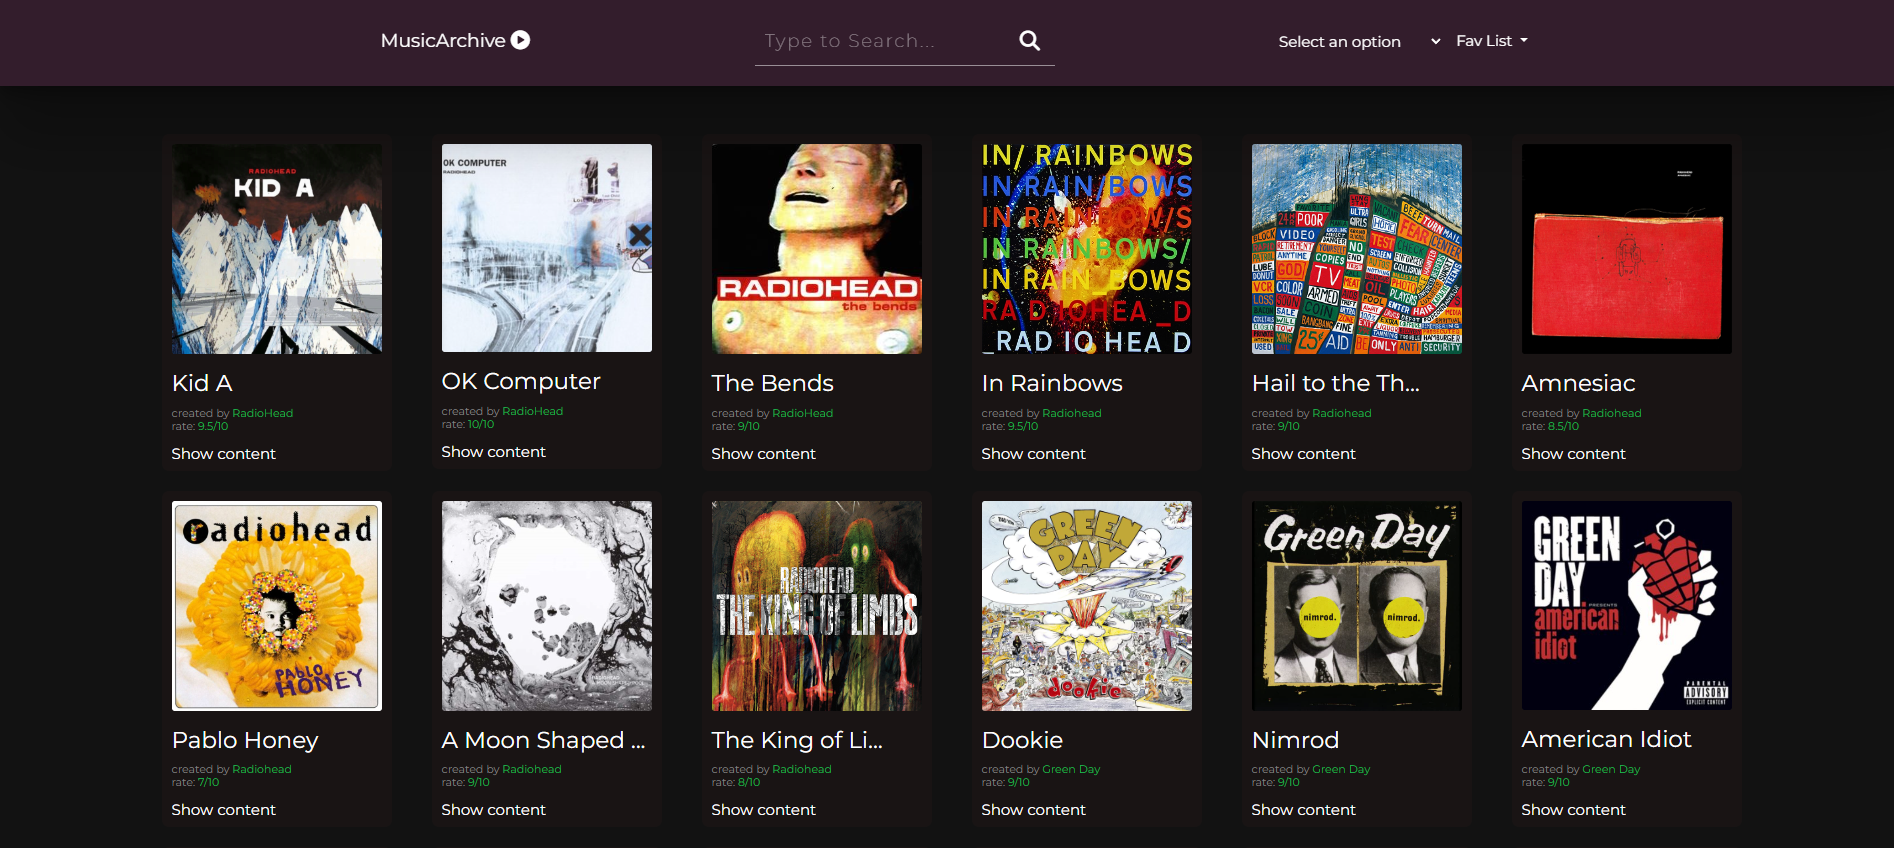 MusicArchive
Type to Search...
Select an option
Fav List
RADIOHEAD
KID A
OK COMPUTER
RADIOHEAD
RADIOHEAD
the bends
IN/ RAINBOWS
IN RAIN/BOWS
IN RAINBOW/S
IN RAINBOWS/
IN RAIN_BOWS
RA D IOHEA _D
_RAD IO HEA D
Kid A
created by RadioHead
rate: 9.5/10
Show content
OK Computer
created by RadioHead
rate: 10/10
Show content
The Bends
created by RadioHead
rate: 9/10
Show content
In Rainbows
created by Radiohead
rate: 9.5/10
Show content
Hail to the Th...
created by Radiohead
rate: 9/10
Show content
Amnesiac
created by Radiohead
rate: 8.5/10
Show content
radiohead
PABLO
HONEY
RADIOHEAD
THE KING OF LIMBS
GREEN
DAY
dookie
Green Day
nimrod.
nimrod.
GREEN
DAY
PRESENTS
american
idiot
PARENTAL
ADVISORY
EXPLICIT CONTENT
Pablo Honey
created by Radiohead
rate: 7/10
Show content
A Moon Shaped ...
created by Radiohead
rate: 9/10
Show content
The King of Li...
created by Radiohead
rate: 8/10
Show content
Dookie
created by Green Day
rate: 9/10
Show content
Nimrod
created by Green Day
rate: 9/10
Show content
American Idiot
created by Green Day
rate: 9/10
Show content